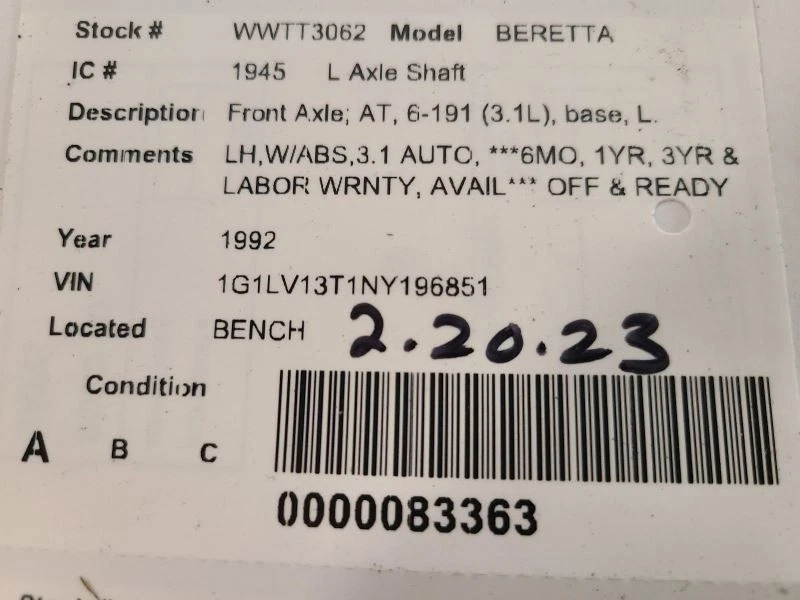 Stock # WWTT3062 Model BERETTA
IC # 1945 L Axle Shaft
Description Front Axle; AT, 6-191 (3.1L), base, L.
Comments LH,W/ABS,3.1 AUTO, ***6MO, 1YR, 3YR &
LABOR WRNTY, AVAIL*** OFF & READY
Year 1992
VIN 1G1LV13T1NY196851
Located BENCH 2.20.23
Condition
A B C
0000083363